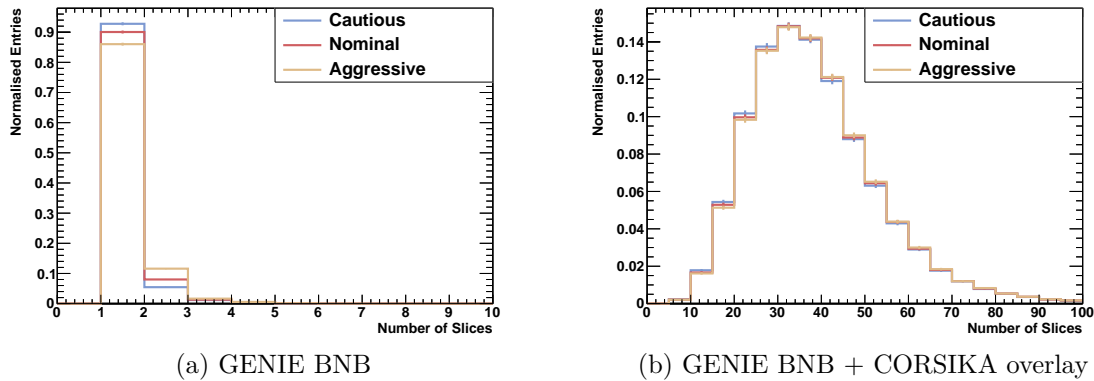 Normalised Entries
0.9
0.8
0.7
0.6
0.5
0.4
0.3
0.2
0.1
0
0 1 2 3 4 5 6 7 8 9 10
Number of Slices
Cautious
Nominal
Aggressive
(a) GENIE BNB
Normalised Entries
0.14
0.12
0.1
0.08
0.06
0.04
0.02
0
0 10 20 30 40 50 60 70 80 90 100
Number of Slices
Cautious
Nominal
Aggressive
(b) GENIE BNB + CORSIKA overlay